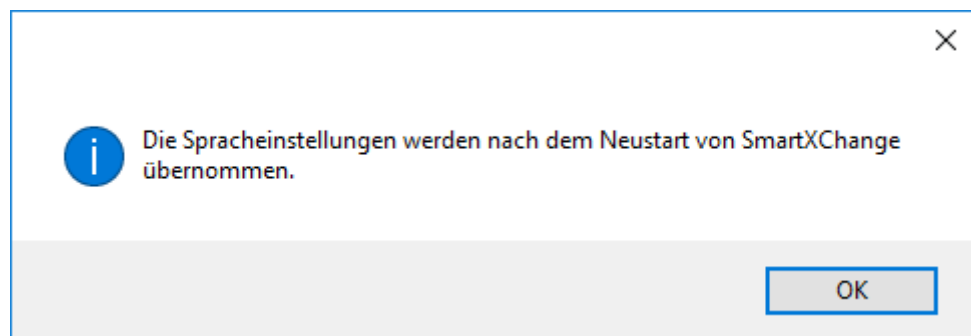 Die Spracheinstellungen werden nach dem Neustart von SmartXChange
übernommen.
OK